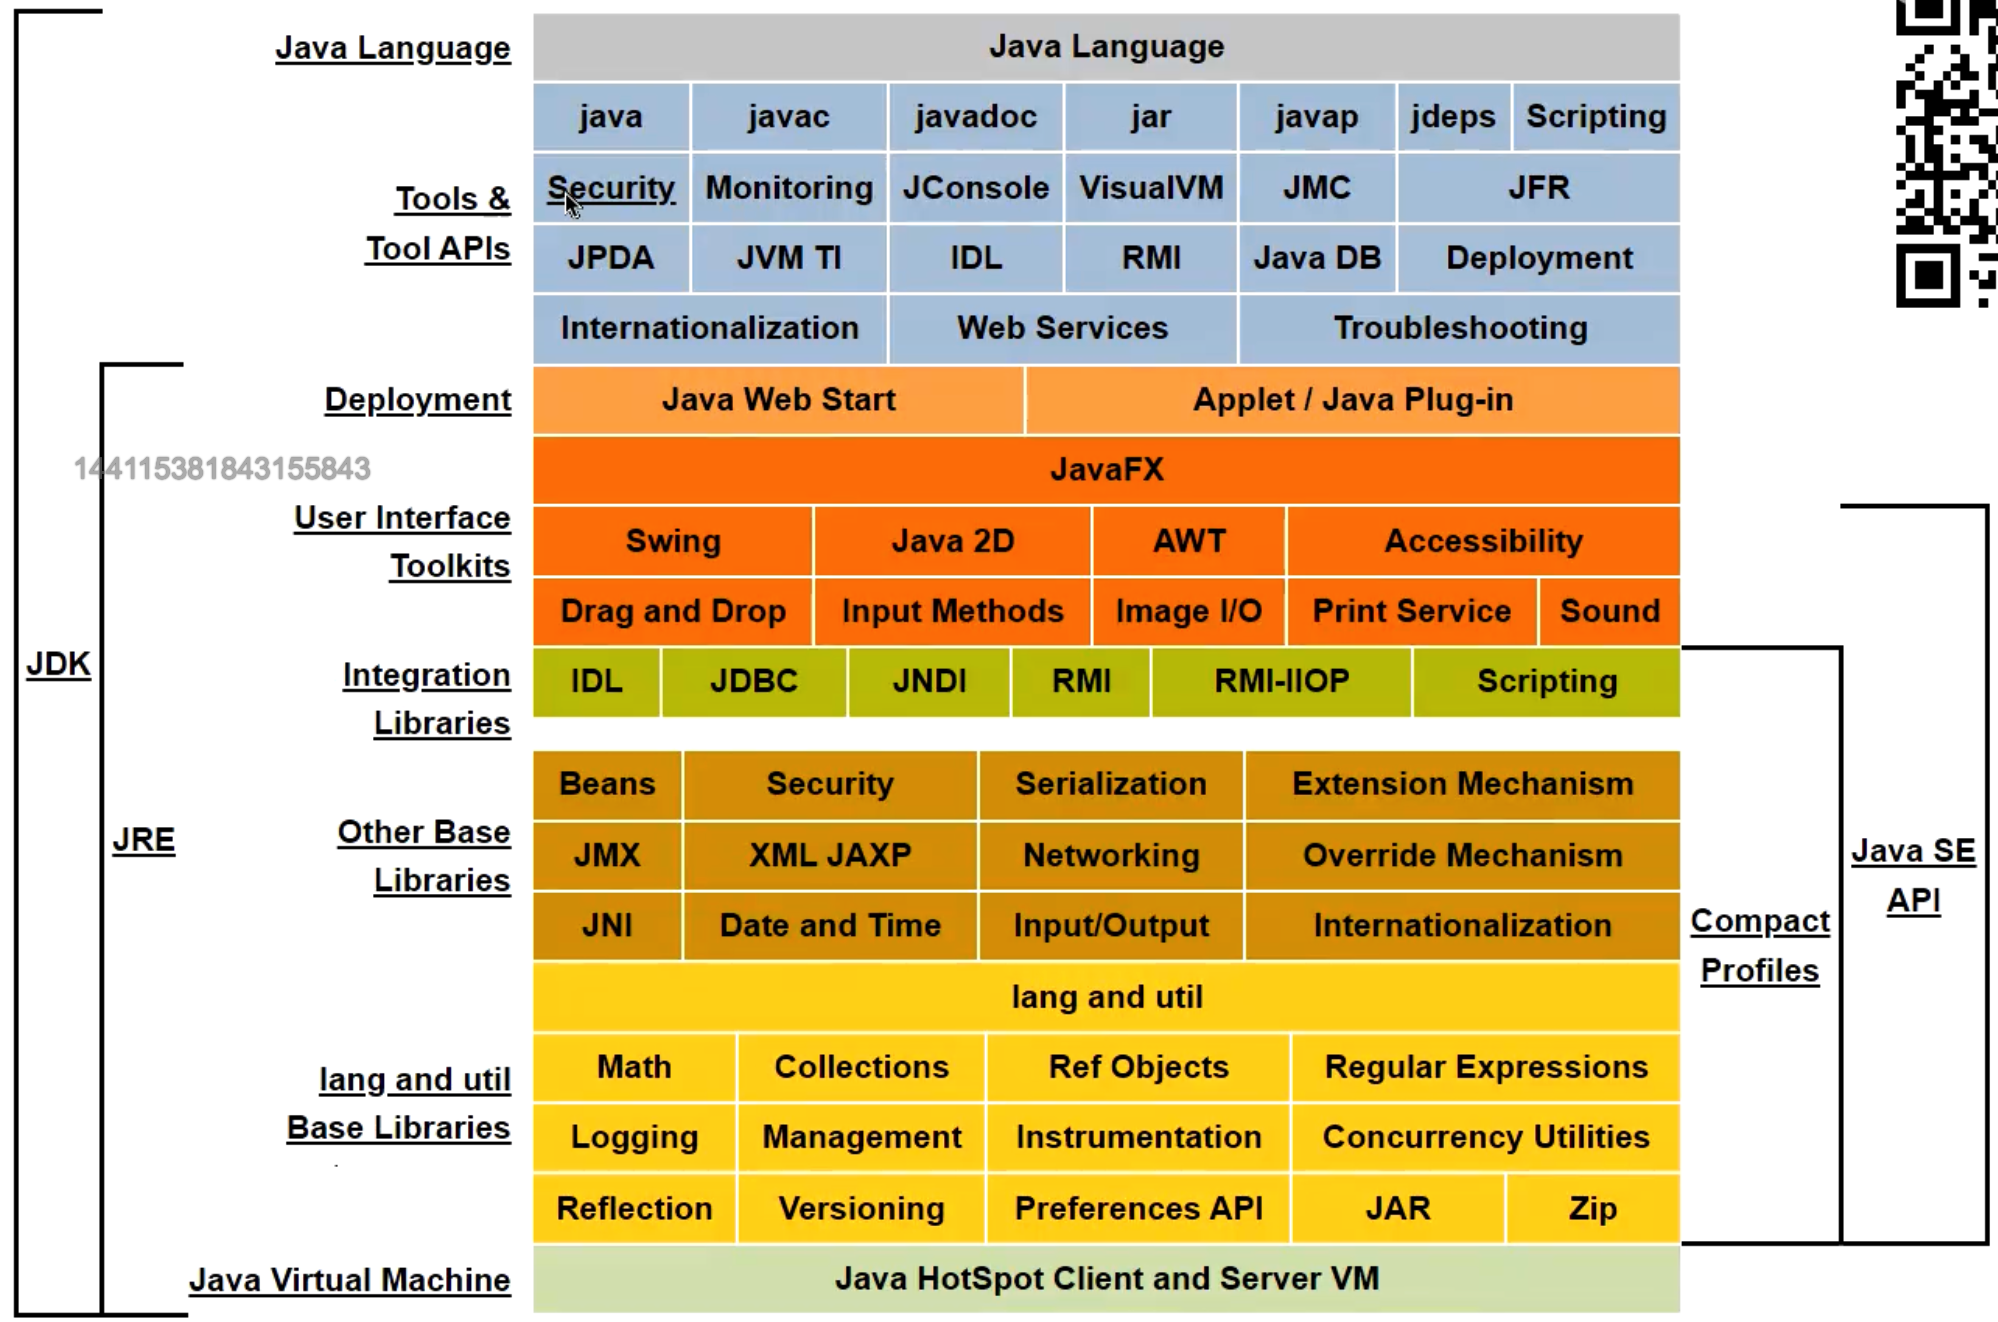 Java Language
Java Language
java javac javadoc jar javap jdeps Scripting
Tools &
Tool APIs
Security Monitoring JConsole VisualVM JMC JFR
JPDA JVM TI IDL RMI Java DB Deployment
Internationalization Web Services Troubleshooting
Deployment
Java Web Start Applet / Java Plug-in
144115381843155843
JavaFX
User Interface
Toolkits
Swing Java 2D AWT Accessibility
Drag and Drop Input Methods Image I/O Print Service Sound
JDK
Integration
Libraries
IDL JDBC JNDI RMI RMI-IIOP Scripting
JRE
Other Base
Libraries
Beans Security Serialization Extension Mechanism
JMX XML JAXP Networking Override Mechanism
JNI Date and Time Input/Output Internationalization
Java SE
API
Compact
Profiles
lang and util
lang and util
Base Libraries
Math Collections Ref Objects Regular Expressions
Logging Management Instrumentation Concurrency Utilities
Reflection Versioning Preferences API JAR Zip
Java Virtual Machine
Java HotSpot Client and Server VM